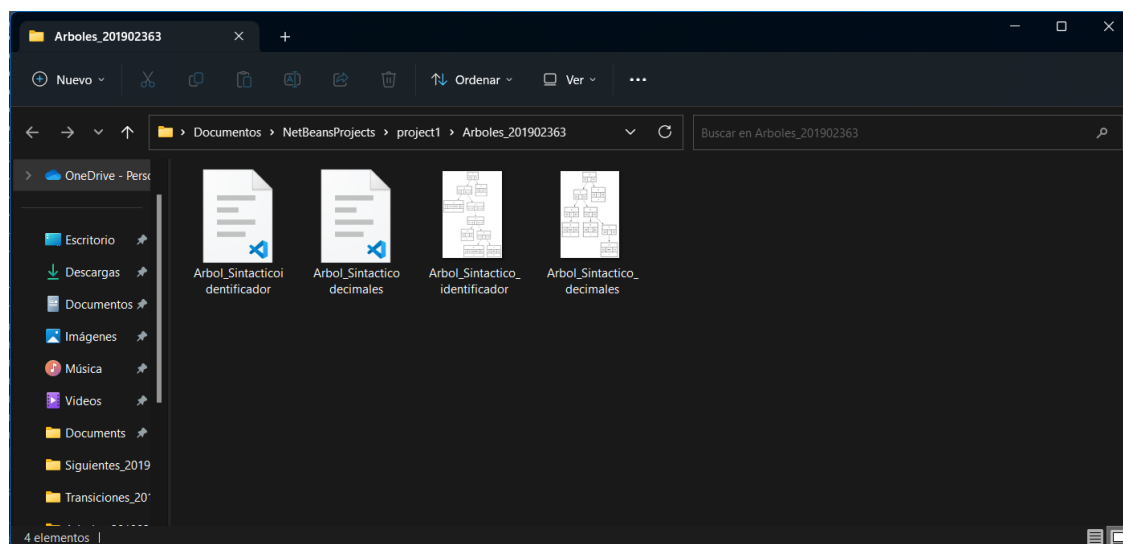 Arboles_201902363
Nuevo
Ordenar
Ver
Documentos > NetBeansProjects > project1 > Arboles_201902363
Buscar en Arboles_201902363
OneDrive - Perso
Escritorio
Descargas
Documentos
Imágenes
Música
Videos
Documents
Siguientes_2019
Transiciones_201
Arbol_Sintacticoi
dentificador
Arbol_Sintactico
decimales
Arbol_Sintactico_
identificador
Arbol_Sintactico_
decimales
4 elementos